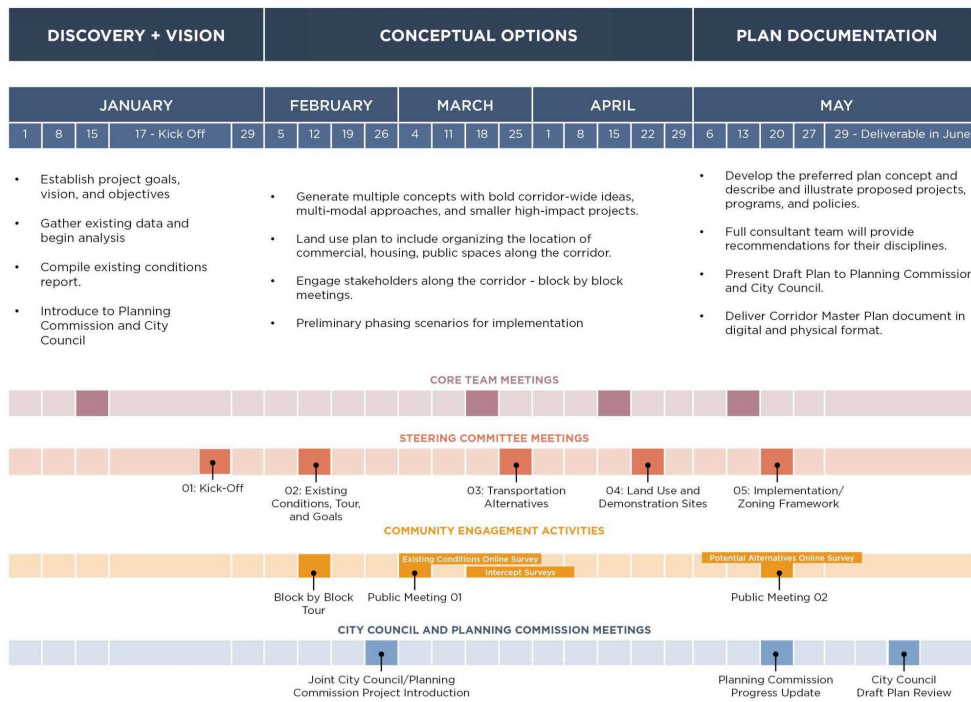 DISCOVERY + VISION
CONCEPTUAL OPTIONS
PLAN DOCUMENTATION
JANUARY
FEBRUARY
MARCH
APRIL
MAY
1 8 15 17 - Kick Off 29 5 12 19 26 4 11 18 25 1 8 15 22 29 6 13 20 27 29 - Deliverable in June
• Establish project goals,
vision, and objectives
• Gather existing data and
begin analysis
• Compile existing conditions
report.
• Introduce to Planning
Commission and City
Council
• Generate multiple concepts with bold corridor-wide ideas,
multi-modal approaches, and smaller high-impact projects.
• Land use plan to include organizing the location of
commercial, housing, public spaces along the corridor.
• Engage stakeholders along the corridor - block by block
meetings.
• Preliminary phasing scenarios for implementation
• Develop the preferred plan concept and
describe and illustrate proposed projects,
programs, and policies.
• Full consultant team will provide
recommendations for their disciplines.
• Present Draft Plan to Planning Commission
and City Council.
• Deliver Corridor Master Plan document in
digital and physical format.
CORE TEAM MEETINGS
STEERING COMMITTEE MEETINGS
01: Kick-Off
02: Existing
Conditions, Tour,
and Goals
03: Transportation
Alternatives
04: Land Use and
Demonstration Sites
05: Implementation/
Zoning Framework
COMMUNITY ENGAGEMENT ACTIVITIES
Existing Conditions Online Survey
Intercept Surveys
Potential Alternatives Online Survey
Block by Block
Tour
Public Meeting 01
Public Meeting 02
CITY COUNCIL AND PLANNING COMMISSION MEETINGS
Joint City Council/Planning
Commission Project Introduction
Planning Commission
Progress Update
City Council
Draft Plan Review